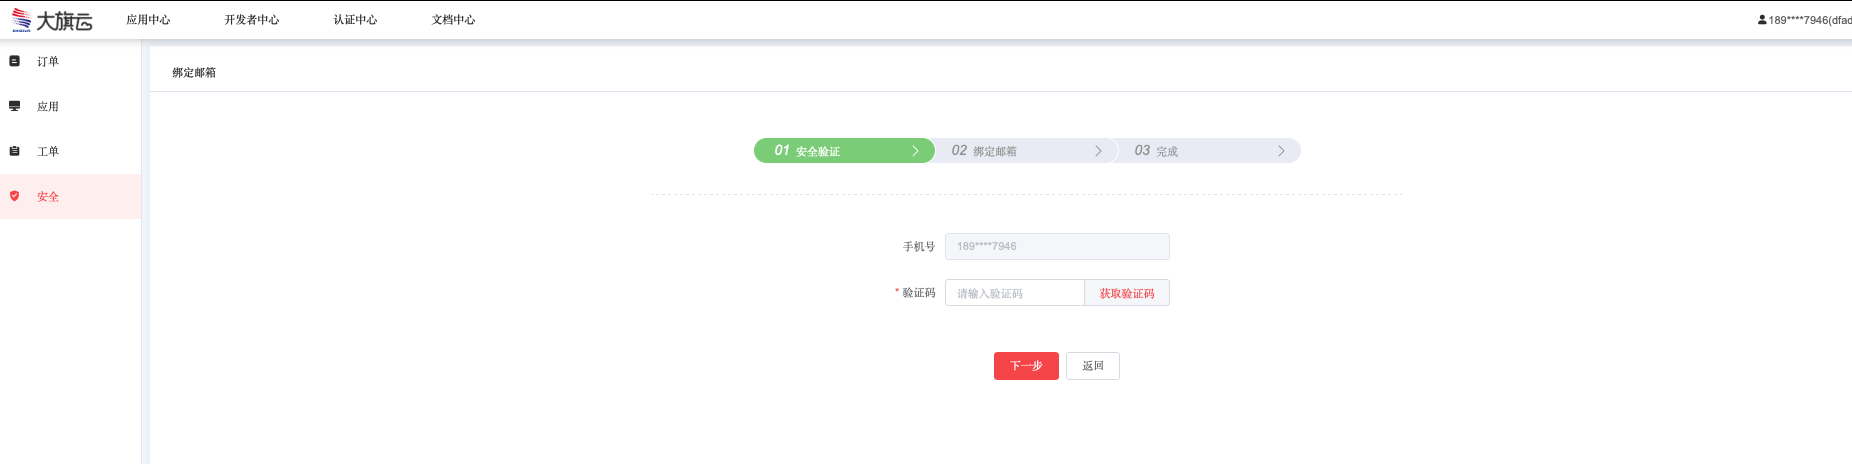 大旗云 应用中心 开发者中心 认证中心 文档中心 189****7946(dfad
订单
应用
工单
安全
绑定邮箱
01 安全验证 02 绑定邮箱 03 完成
手机号 189****7946
* 验证码 请输入验证码 获取验证码
下一步 返回